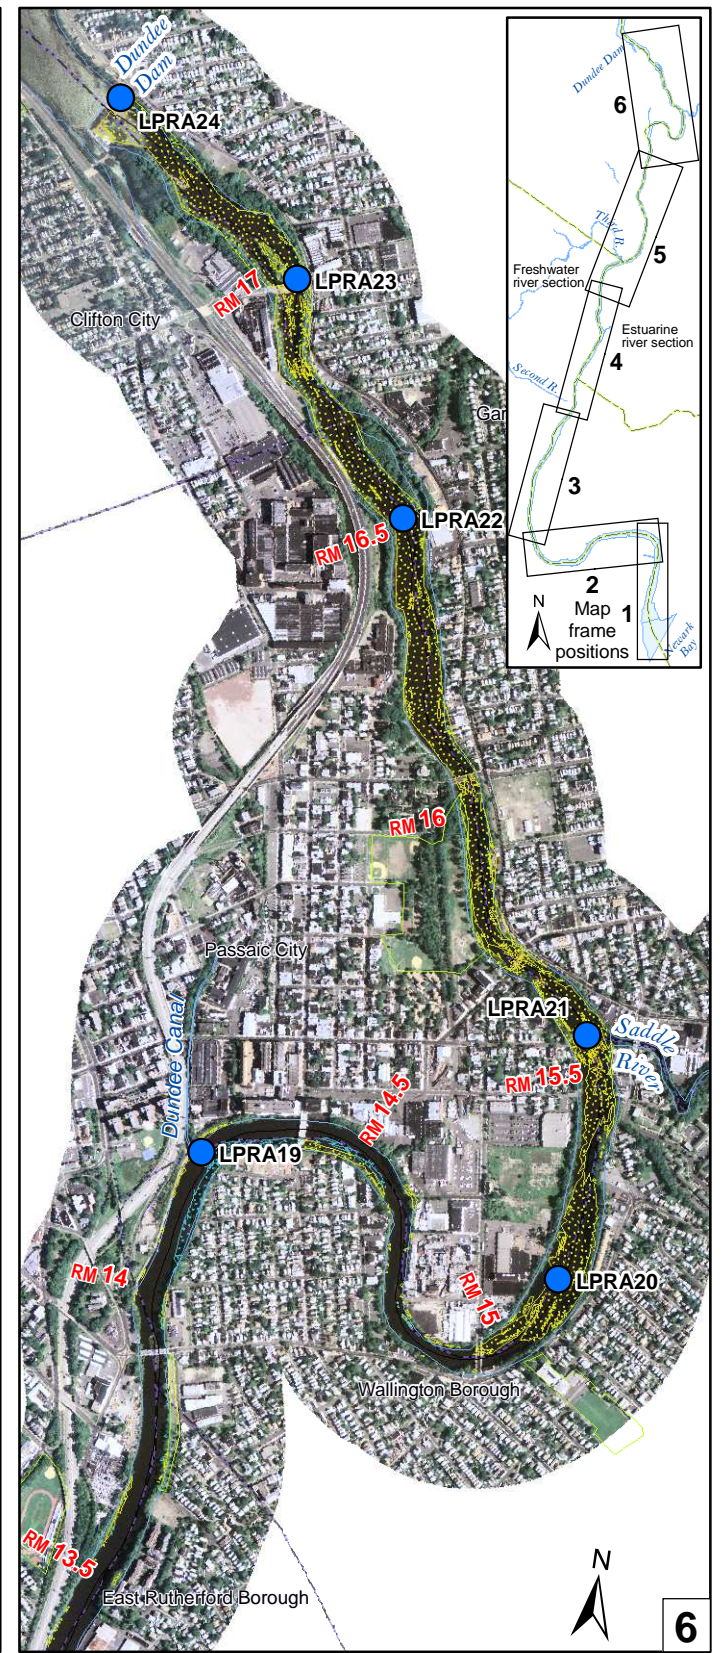 Dundee
Dam
LPRA24
LPRA23
RM 17
Clifton City
Gar
LPRA22
RM 16.5
RM 16
Passaic City
LPRA21
Saddle
River
RM 15.5
Dundee Canal
RM 14.5
LPRA19
RM 14
LPRA20
RM 15
Wallington Borough
RM 13.5
East Rutherford Borough
N
6
Dundee Dam
6
Third R.
5
Freshwater
river section
Estuarine
river section
4
Second R.
3
2
1
N
Map
frame
positions
Newark
Bay